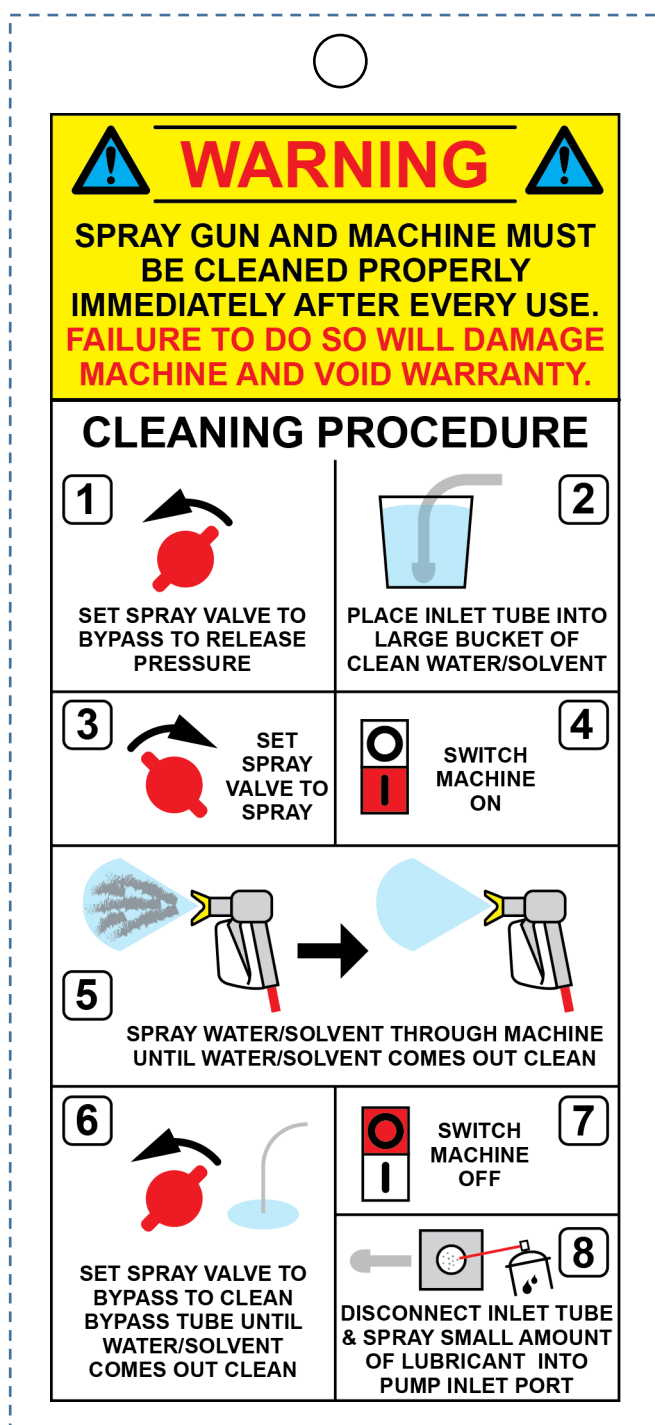 WARNING
SPRAY GUN AND MACHINE MUST
BE CLEANED PROPERLY
IMMEDIATELY AFTER EVERY USE.
FAILURE TO DO SO WILL DAMAGE
MACHINE AND VOID WARRANTY.
CLEANING PROCEDURE
1
SET SPRAY VALVE TO
BYPASS TO RELEASE
PRESSURE
2
PLACE INLET TUBE INTO
LARGE BUCKET OF
CLEAN WATER/SOLVENT
3
SET
SPRAY
VALVE TO
SPRAY
4
SWITCH
MACHINE
ON
5
SPRAY WATER/SOLVENT THROUGH MACHINE
UNTIL WATER/SOLVENT COMES OUT CLEAN
6
SET SPRAY VALVE TO
BYPASS TO CLEAN
BYPASS TUBE UNTIL
WATER/SOLVENT
COMES OUT CLEAN
7
SWITCH
MACHINE
OFF
8
DISCONNECT INLET TUBE
& SPRAY SMALL AMOUNT
OF LUBRICANT INTO
PUMP INLET PORT